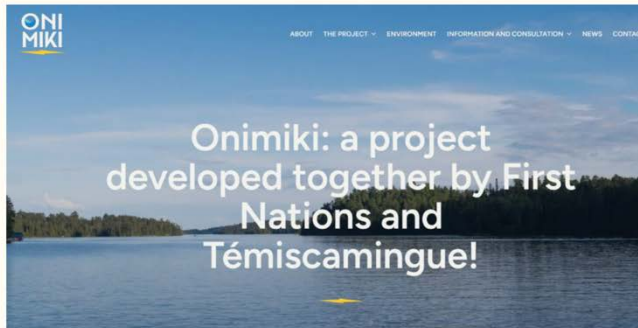 ONI
MIKI
ABOUT THE PROJECT ENVIRONMENT INFORMATION AND CONSULTATION NEWS CONTAC
Onimiki: a project
developed together by First
Nations and
Témiscamingue!